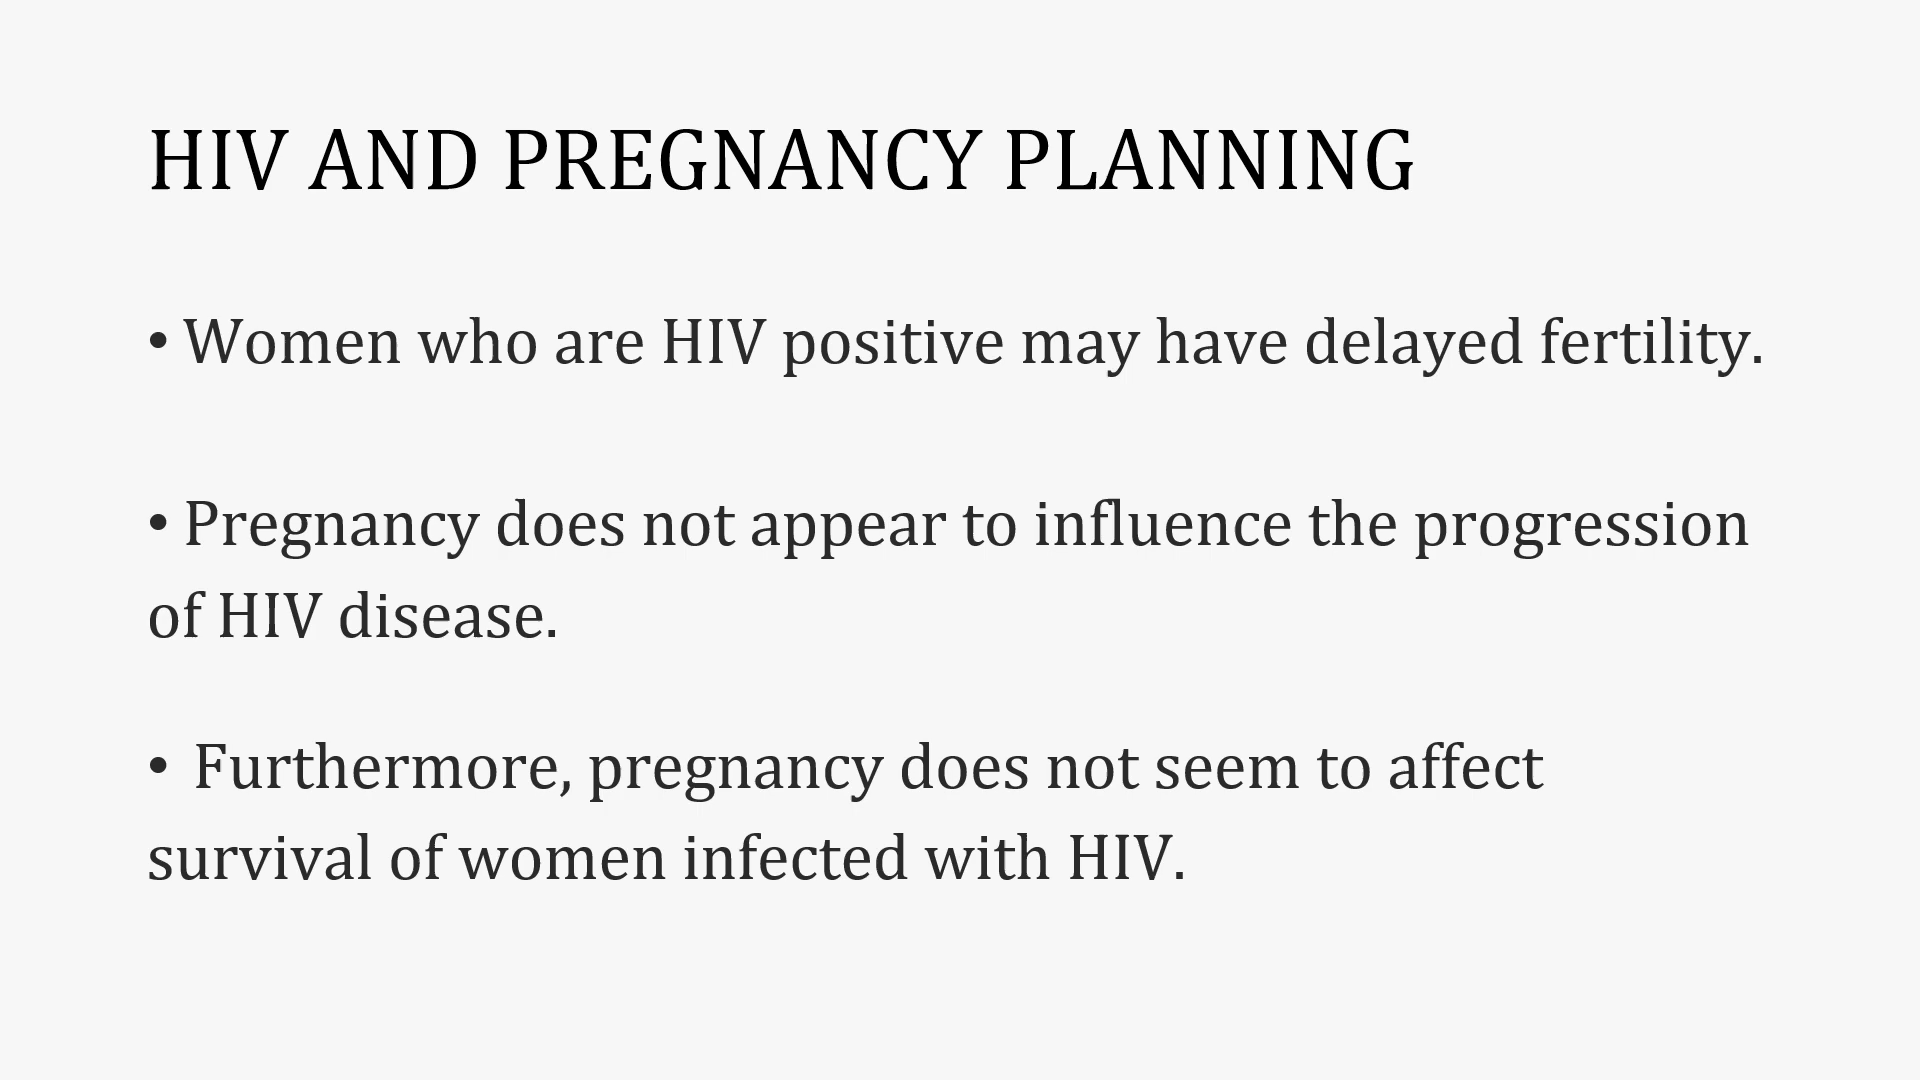 HIV AND PREGNANCY PLANNING
• Women who are HIV positive may have delayed fertility.
• Pregnancy does not appear to influence the progression
of HIV disease.
• Furthermore, pregnancy does not seem to affect
survival of women infected with HIV.